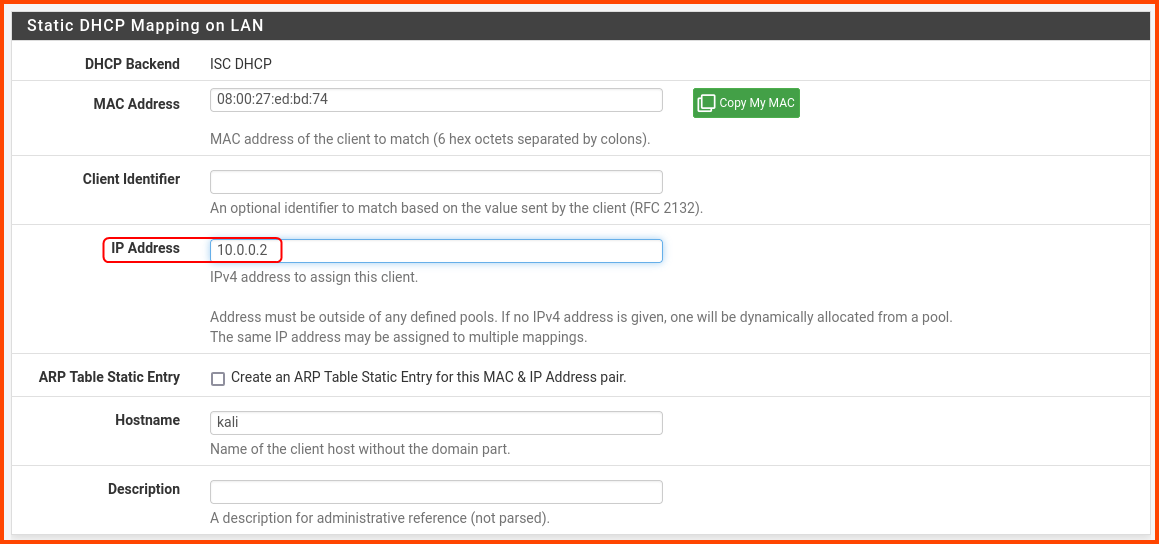 Static DHCP Mapping on LAN
DHCP Backend ISC DHCP
MAC Address 08:00:27:ed:bd:74 Copy My MAC
MAC address of the client to match (6 hex octets separated by colons).
Client Identifier
An optional identifier to match based on the value sent by the client (RFC 2132).
IP Address 10.0.0.2
IPv4 address to assign this client.
Address must be outside of any defined pools. If no IPv4 address is given, one will be dynamically allocated from a pool.
The same IP address may be assigned to multiple mappings.
ARP Table Static Entry Create an ARP Table Static Entry for this MAC & IP Address pair.
Hostname kali
Name of the client host without the domain part.
Description
A description for administrative reference (not parsed).